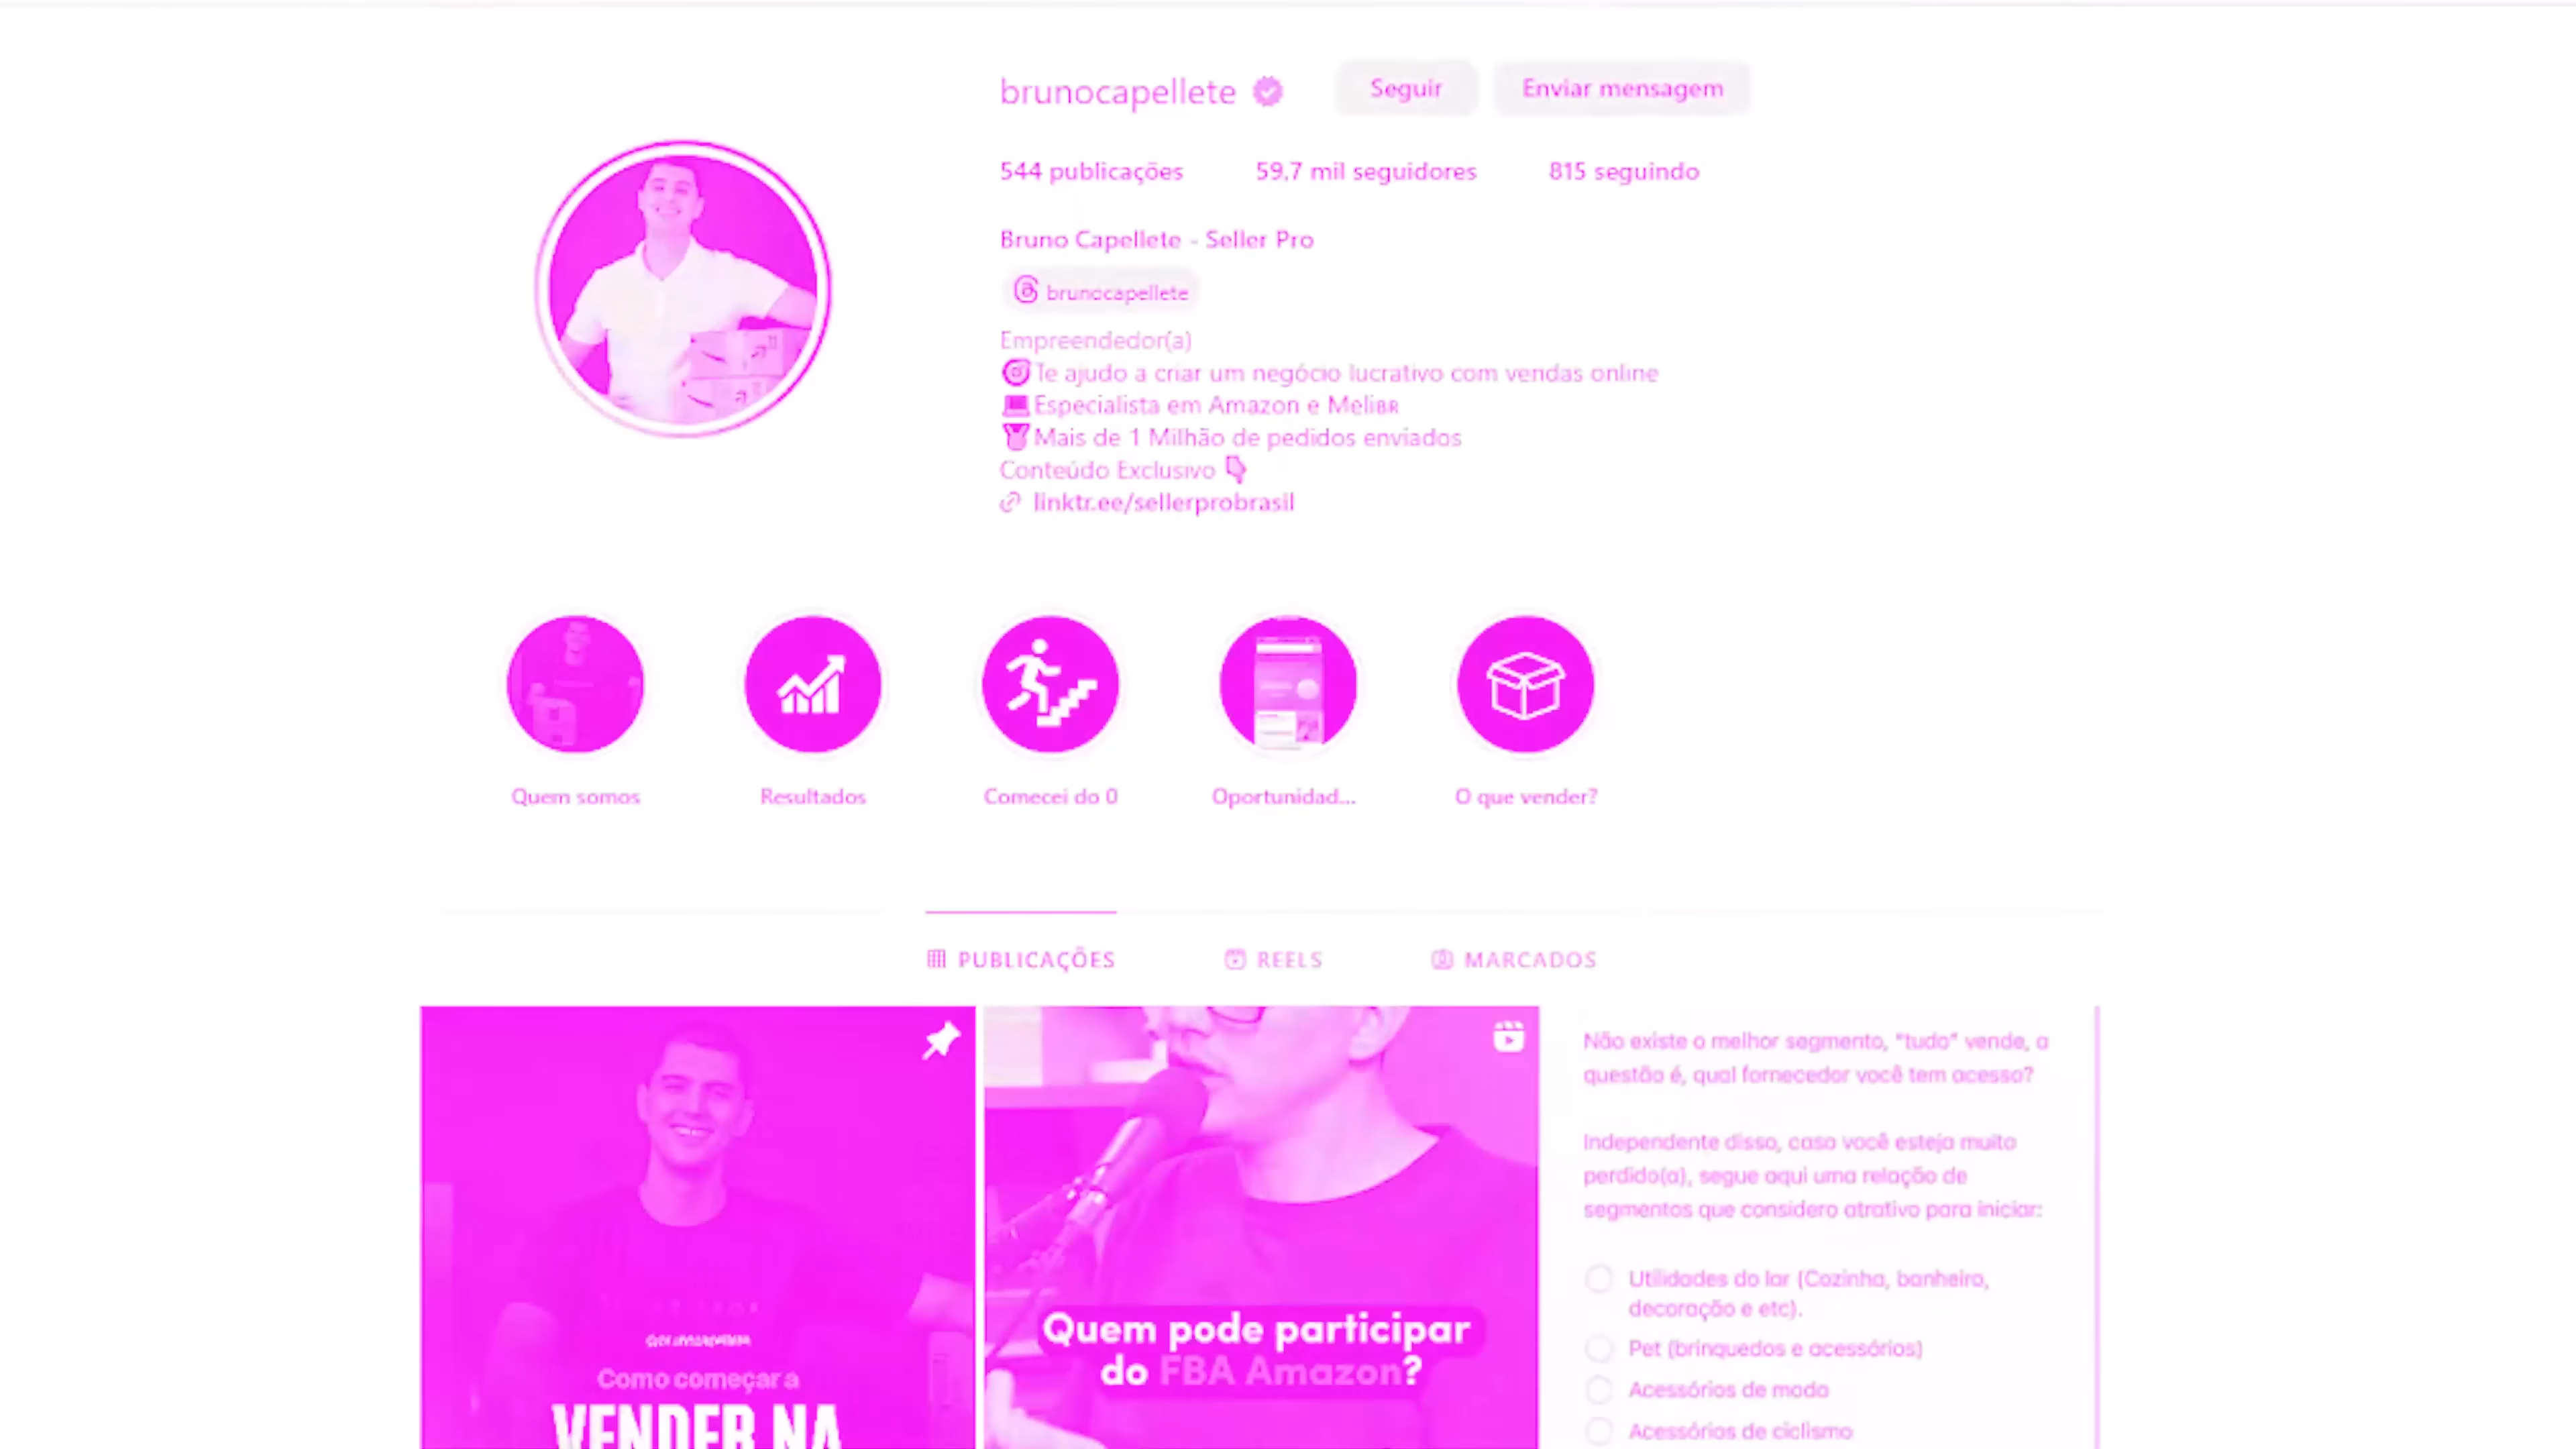 brunocapellete
Seguir
Enviar mensagem
544 publicações
59,7 mil seguidores
815 seguindo
Bruno Capellete - Seller Pro
brunocapellete
Empreendedor(a)
Te ajudo a criar um negócio lucrativo com vendas online
Especialista em Amazon e MeliBR
Mais de 1 Milhão de pedidos enviados
Conteúdo Exclusivo
linktr.ee/sellerprobrasil
Quem somos
Resultados
Comecei do 0
Oportunidad...
O que vender?
PUBLICAÇÕES
REELS
MARCADOS
Como começar a
VENDER NA
Quem pode participar
do FBA Amazon?
Não existe o melhor segmento, "tudo" vende, a
questão é, qual fornecedor você tem acesso?
Independente disso, caso você esteja muito
perdido(a), segue aqui uma relação de
segmentos que considero atrativo para iniciar:
Utilidades do lar (Cozinha, banheiro,
decoração e etc).
Pet (brinquedos e acessórios)
Acessórios de moda
Acessórios de ciclismo